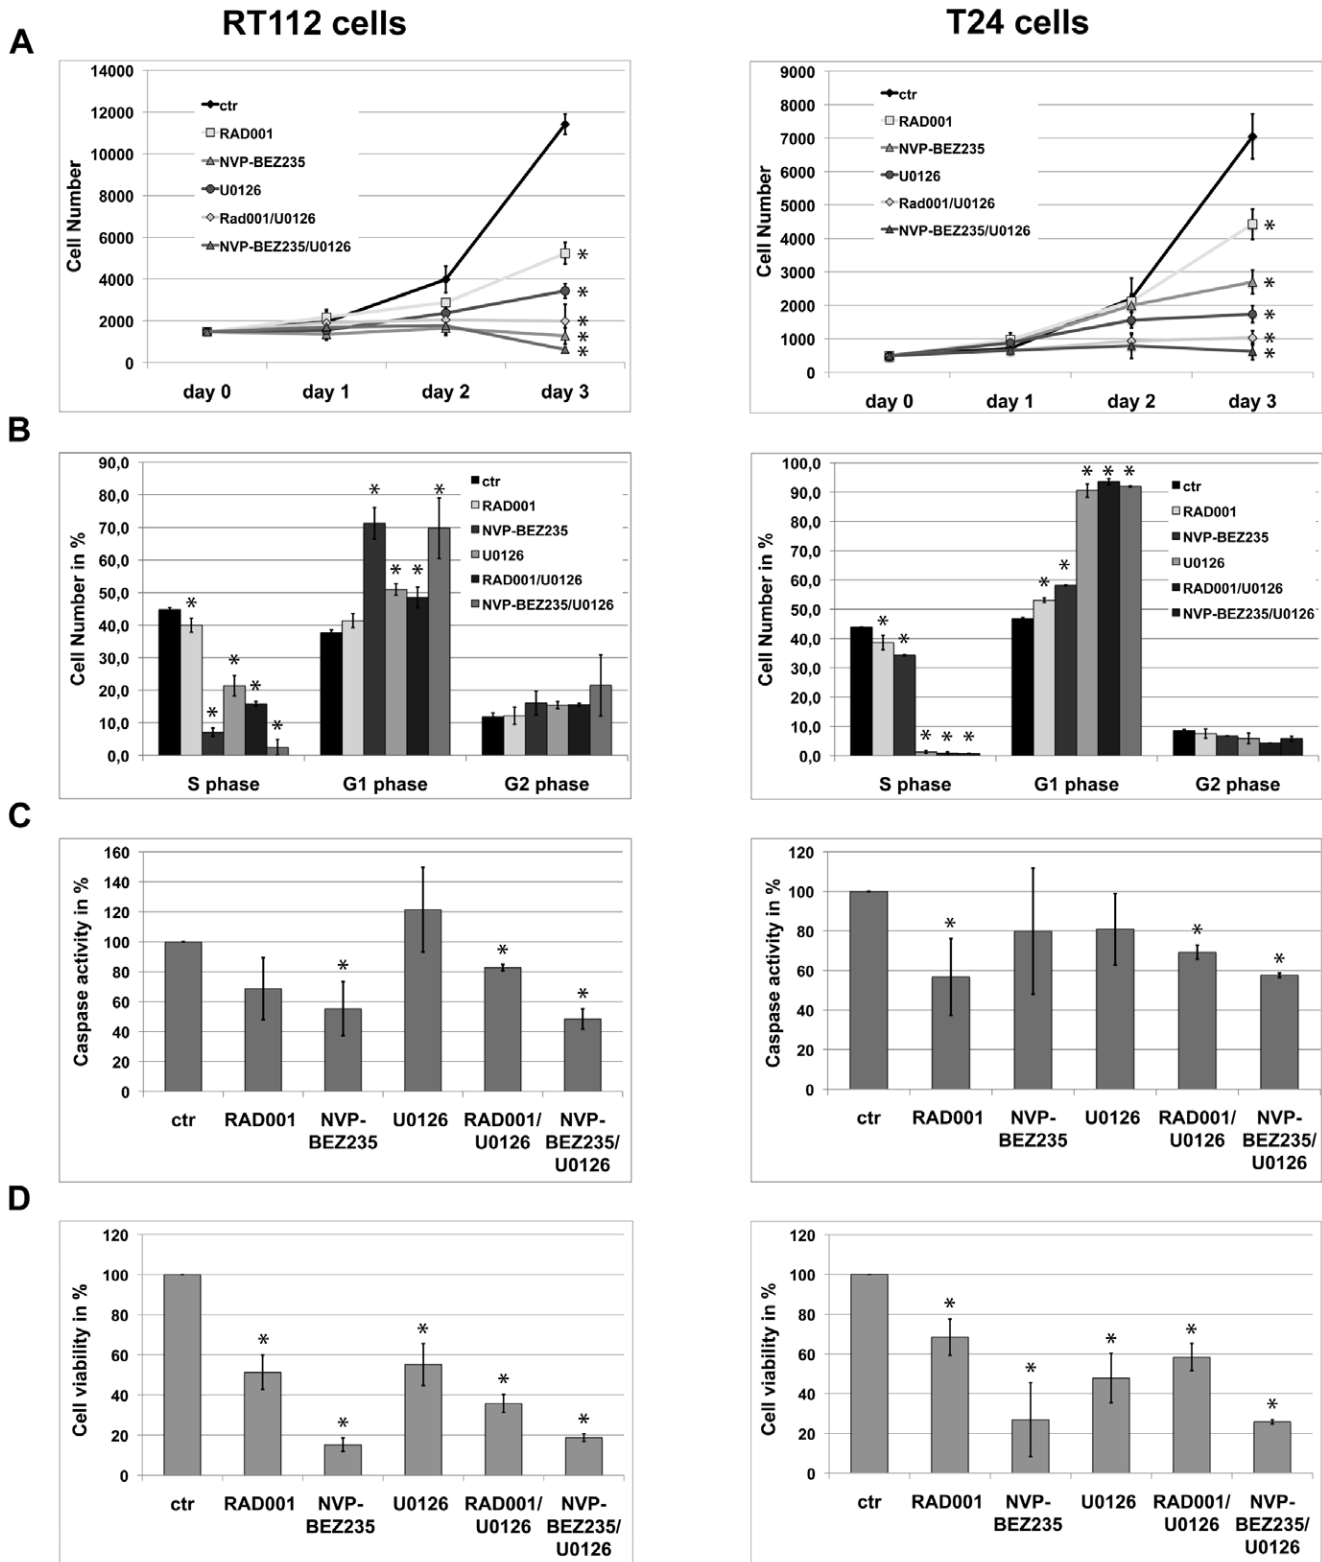 RT112 cells
T24 cells
A
14000
12000
10000
8000
6000
4000
2000
0
Cell Number
ctr
RAD001
NVP-BEZ235
U0126
Rad001/U0126
NVP-BEZ235/U0126
*
*
*
*
*
day 0
day 1
day 2
day 3
9000
8000
7000
6000
5000
4000
3000
2000
1000
0
Cell Number
ctr
RAD001
NVP-BEZ235
U0126
Rad001/U0126
NVP-BEZ235/U0126
*
*
*
*
*
day 0
day 1
day 2
day 3
B
90,0
80,0
70,0
60,0
50,0
40,0
30,0
20,0
10,0
0,0
Cell Number in %
ctr
RAD001
NVP-BEZ235
U0126
RAD001/U0126
NVP-BEZ235/U0126
* * * * *
* * * *
S phase
G1 phase
G2 phase
100,0
90,0
80,0
70,0
60,0
50,0
40,0
30,0
20,0
10,0
0,0
Cell Number in %
ctr
RAD001
NVP-BEZ235
U0126
RAD001/U0126
NVP-BEZ235/U0126
* * * * *
* * * * *
S phase
G1 phase
G2 phase
C
160
140
120
100
80
60
40
20
0
Caspase activity in %
* * *
ctr
RAD001
NVP-
BEZ235
U0126
RAD001/
U0126
NVP-
BEZ235/
U0126
120
100
80
60
40
20
0
Caspase activity in %
* * *
ctr
RAD001
NVP-
BEZ235
U0126
RAD001/
U0126
NVP-
BEZ235/
U0126
D
120
100
80
60
40
20
0
Cell viability in %
* * * * *
ctr
RAD001
NVP-
BEZ235
U0126
RAD001/
U0126
NVP-
BEZ235/
U0126
120
100
80
60
40
20
0
Cell viability in %
* * * * *
ctr
RAD001
NVP-
BEZ235
U0126
RAD001/
U0126
NVP-
BEZ235/
U0126